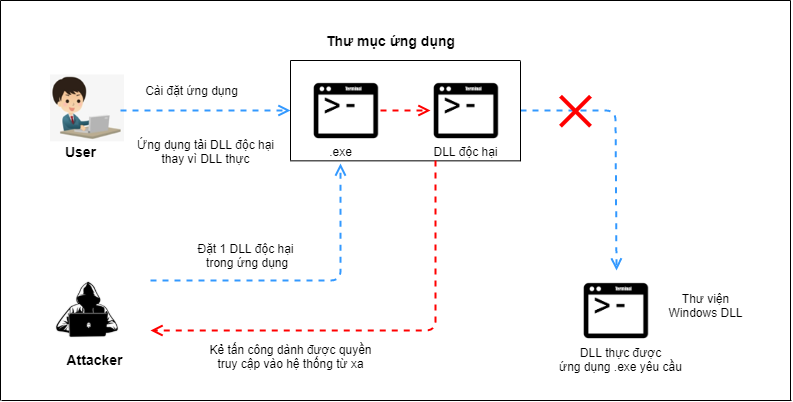 Thư mục ứng dụng
Cải đặt ứng dụng
Terminal
Terminal
User
Ứng dụng tải DLL độc hại
thay vì DLL thực
.exe
DLL độc hại
Đặt 1 DLL độc hại
trong ứng dụng
Terminal
Thư viện
Windows DLL
Attacker
Kẻ tấn công dành được quyền
truy cập vào hệ thống từ xa
DLL thực được
ứng dụng .exe yêu cầu